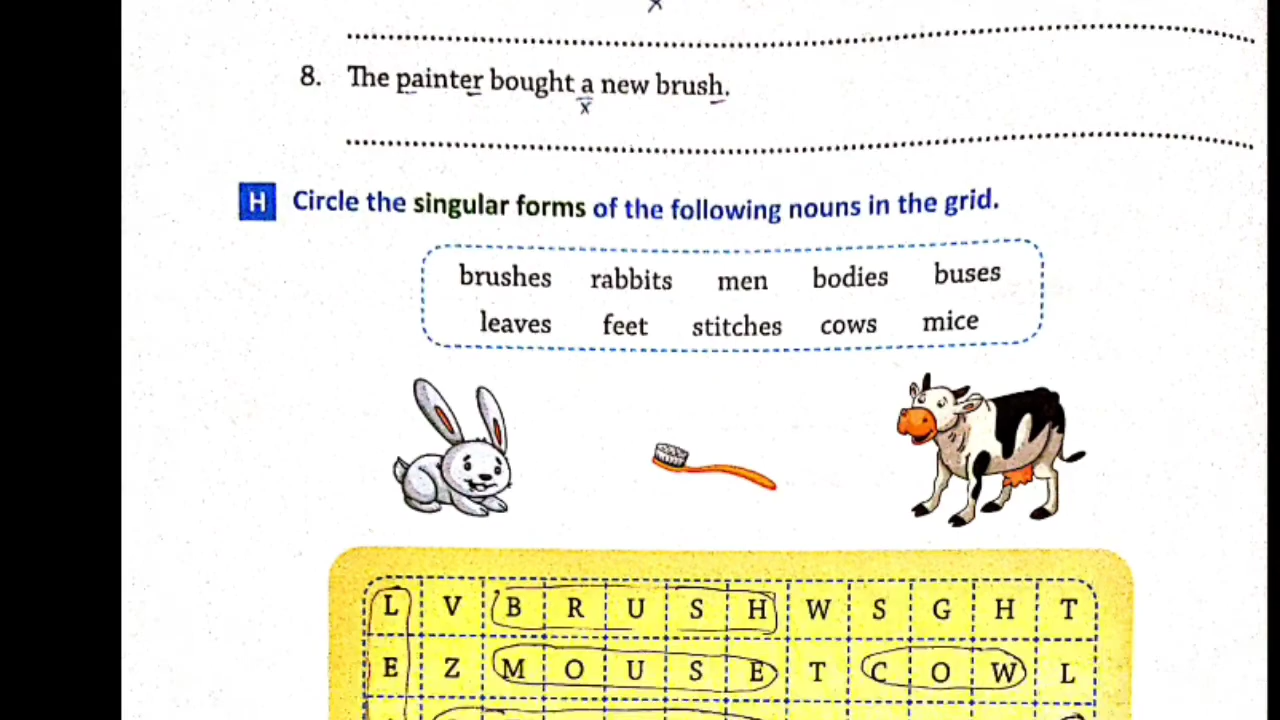 x
8. The painter bought a new brush.
x
H Circle the singular forms of the following nouns in the grid.
brushes rabbits men bodies buses
leaves feet stitches cows mice
L V B R U S H W S G H T
E Z M O U S E T C O W L